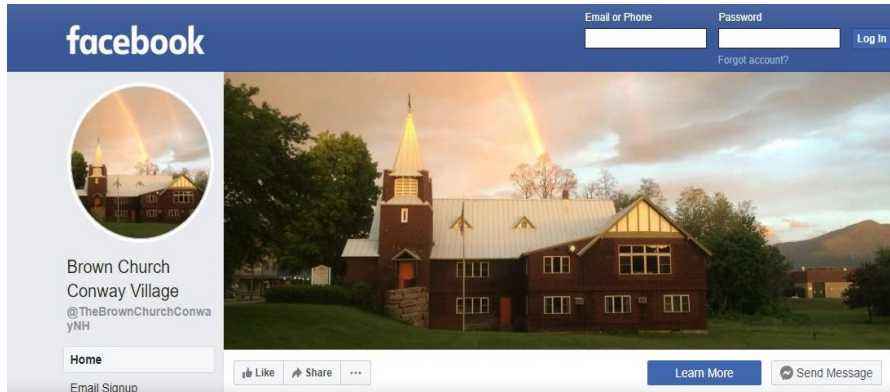 Email or Phone
Password
facebook
Log In
Forgot account?
Brown Church
Conway Village
@TheBrownChurchConwa
yNH
Home
Like
Share
...
Learn More
Send Message
Email Signup